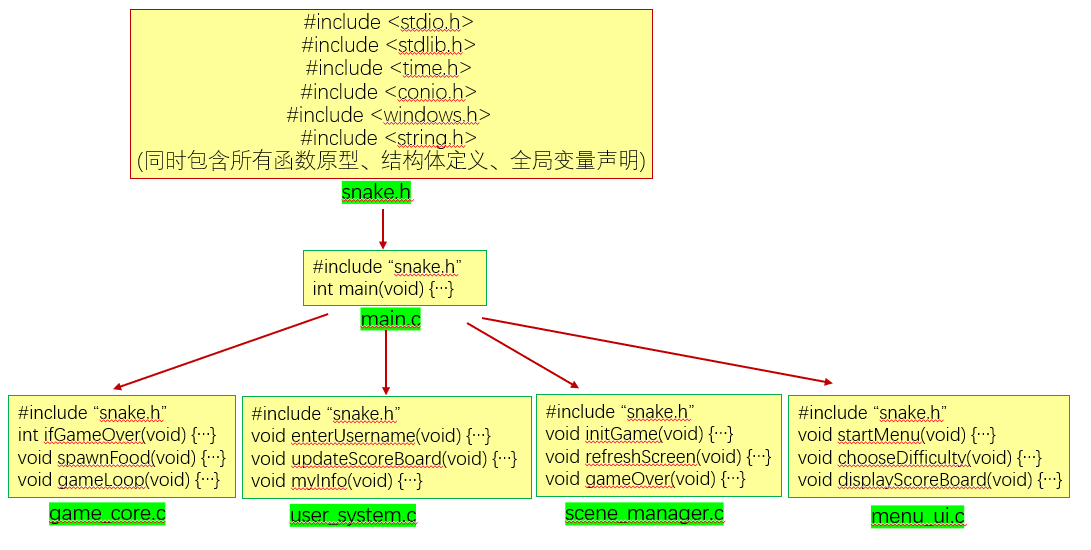 #include <stdio.h>
#include <stdlib.h>
#include <time.h>
#include <conio.h>
#include <windows.h>
#include <string.h>
(同时包含所有函数原型、结构体定义、全局变量声明)
snake.h
#include “snake.h”
int main(void) {···}
main.c
#include “snake.h”
int ifGameOver(void) {···}
void spawnFood(void) {···}
void gameLoop(void) {···}
game_core.c
#include “snake.h”
void enterUsername(void) {···}
void updateScoreBoard(void) {···}
void myInfo(void) {···}
user_system.c
#include “snake.h”
void initGame(void) {···}
void refreshScreen(void) {···}
void gameOver(void) {···}
scene_manager.c
#include “snake.h”
void startMenu(void) {···}
void chooseDifficulty(void) {···}
void displayScoreBoard(void) {···}
menu_ui.c